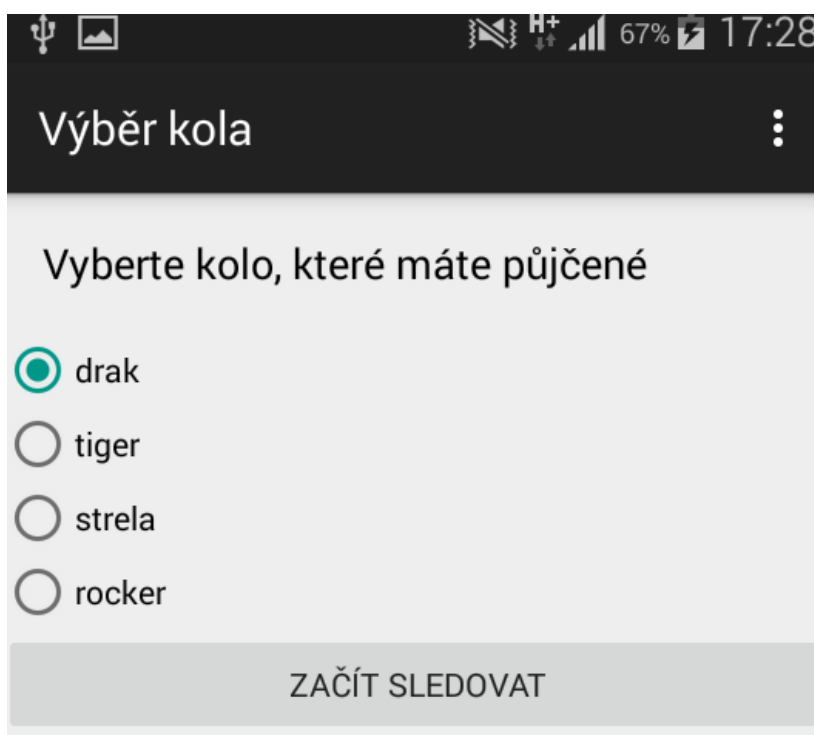 H+ 67% 17:28
Výběr kola
Vyberte kolo, které máte půjčené
drak
tiger
strela
rocker
ZAČÍT SLEDOVAT